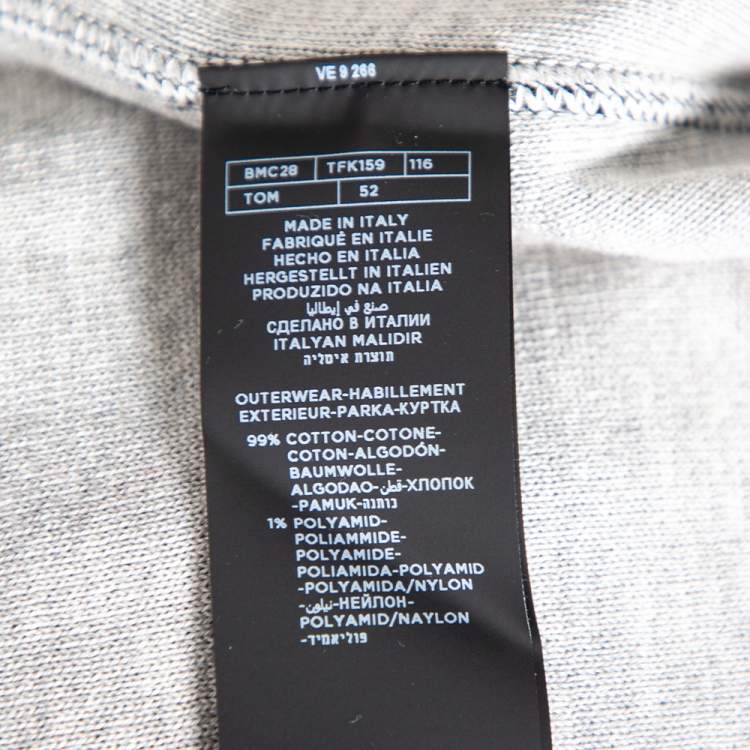 VE 9 266
BMC28 TFK159 116
TOM 52
MADE IN ITALY
FABRIQUÉ EN ITALIE
HECHO EN ITALIA
HERGESTELLT IN ITALIEN
PRODUZIDO NA ITALIA
صنع في إيطاليا
СДЕЛАНО В ИТАЛИИ
ITALYAN MALIDIR
תוצרת איטליה
OUTERWEAR-HABILLEMENT
EXTERIEUR-PARKA-КУРТКА
99% COTTON-COTONE-
COTON-ALGODÓN-
BAUMWOLLE-
ALGODAO-قطن-ХЛОПОК
-PAMUK-כותנה
1% POLYAMID-
POLIAMMIDE-
POLYAMIDE-
POLIAMIDA-POLYAMID
-POLYAMIDA/NYLON
-نيلون-НЕЙЛОН-
POLYAMID/NAYLON
-פוליאמיד